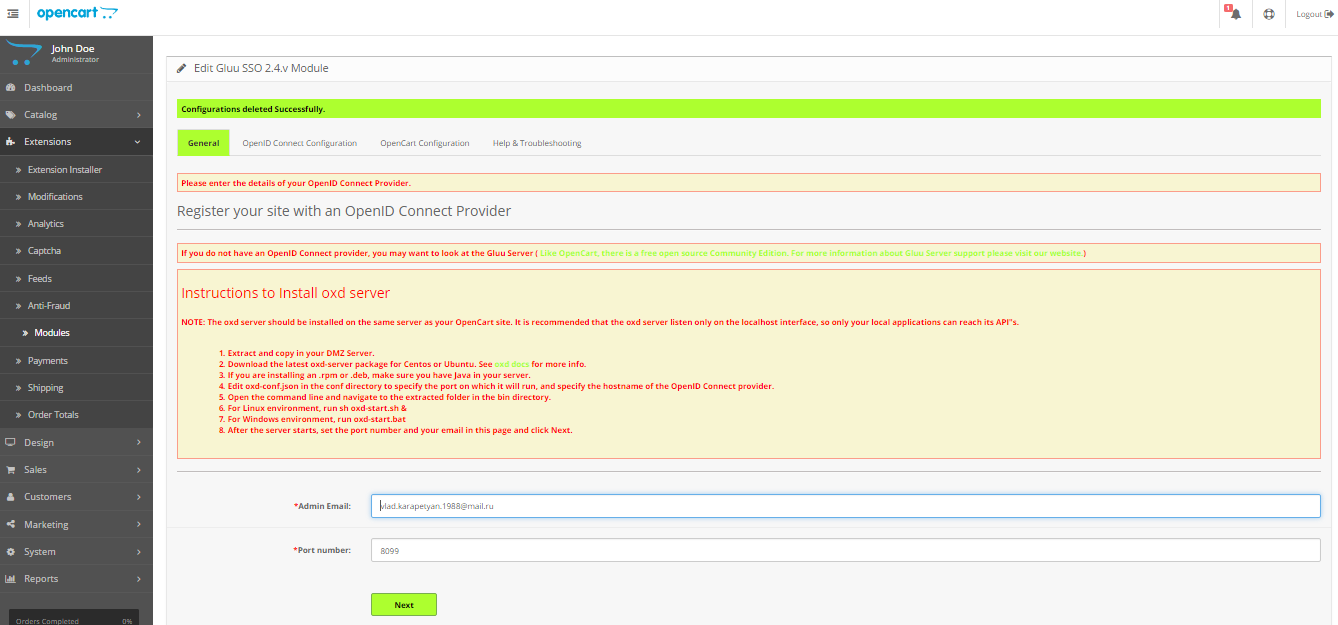 opencart
1
Logout
John Doe
Administrator
Dashboard
Catalog
Extensions
Extension Installer
Modifications
Analytics
Captcha
Feeds
Anti-Fraud
Modules
Payments
Shipping
Order Totals
Design
Sales
Customers
Marketing
System
Reports
Orders Completed 0%
Edit Gluu SSO 2.4.v Module
Configurations deleted Successfully.
General OpenID Connect Configuration OpenCart Configuration Help & Troubleshooting
Please enter the details of your OpenID Connect Provider.
Register your site with an OpenID Connect Provider
If you do not have an OpenID Connect provider, you may want to look at the Gluu Server ( Like OpenCart, there is a free open source Community Edition. For more information about Gluu Server support please visit our website.)
Instructions to Install oxd server
NOTE: The oxd server should be installed on the same server as your OpenCart site. It is recommended that the oxd server listen only on the localhost interface, so only your local applications can reach its API"s.
1. Extract and copy in your DMZ Server.
2. Download the latest oxd-server package for Centos or Ubuntu. See oxd docs for more info.
3. If you are installing an .rpm or .deb, make sure you have Java in your server.
4. Edit oxd-conf.json in the conf directory to specify the port on which it will run, and specify the hostname of the OpenID Connect provider.
5. Open the command line and navigate to the extracted folder in the bin directory.
6. For Linux environment, run sh oxd-start.sh &
7. For Windows environment, run oxd-start.bat
8. After the server starts, set the port number and your email in this page and click Next.
*Admin Email: vlad.karapetyan.1988@mail.ru
*Port number: 8099
Next